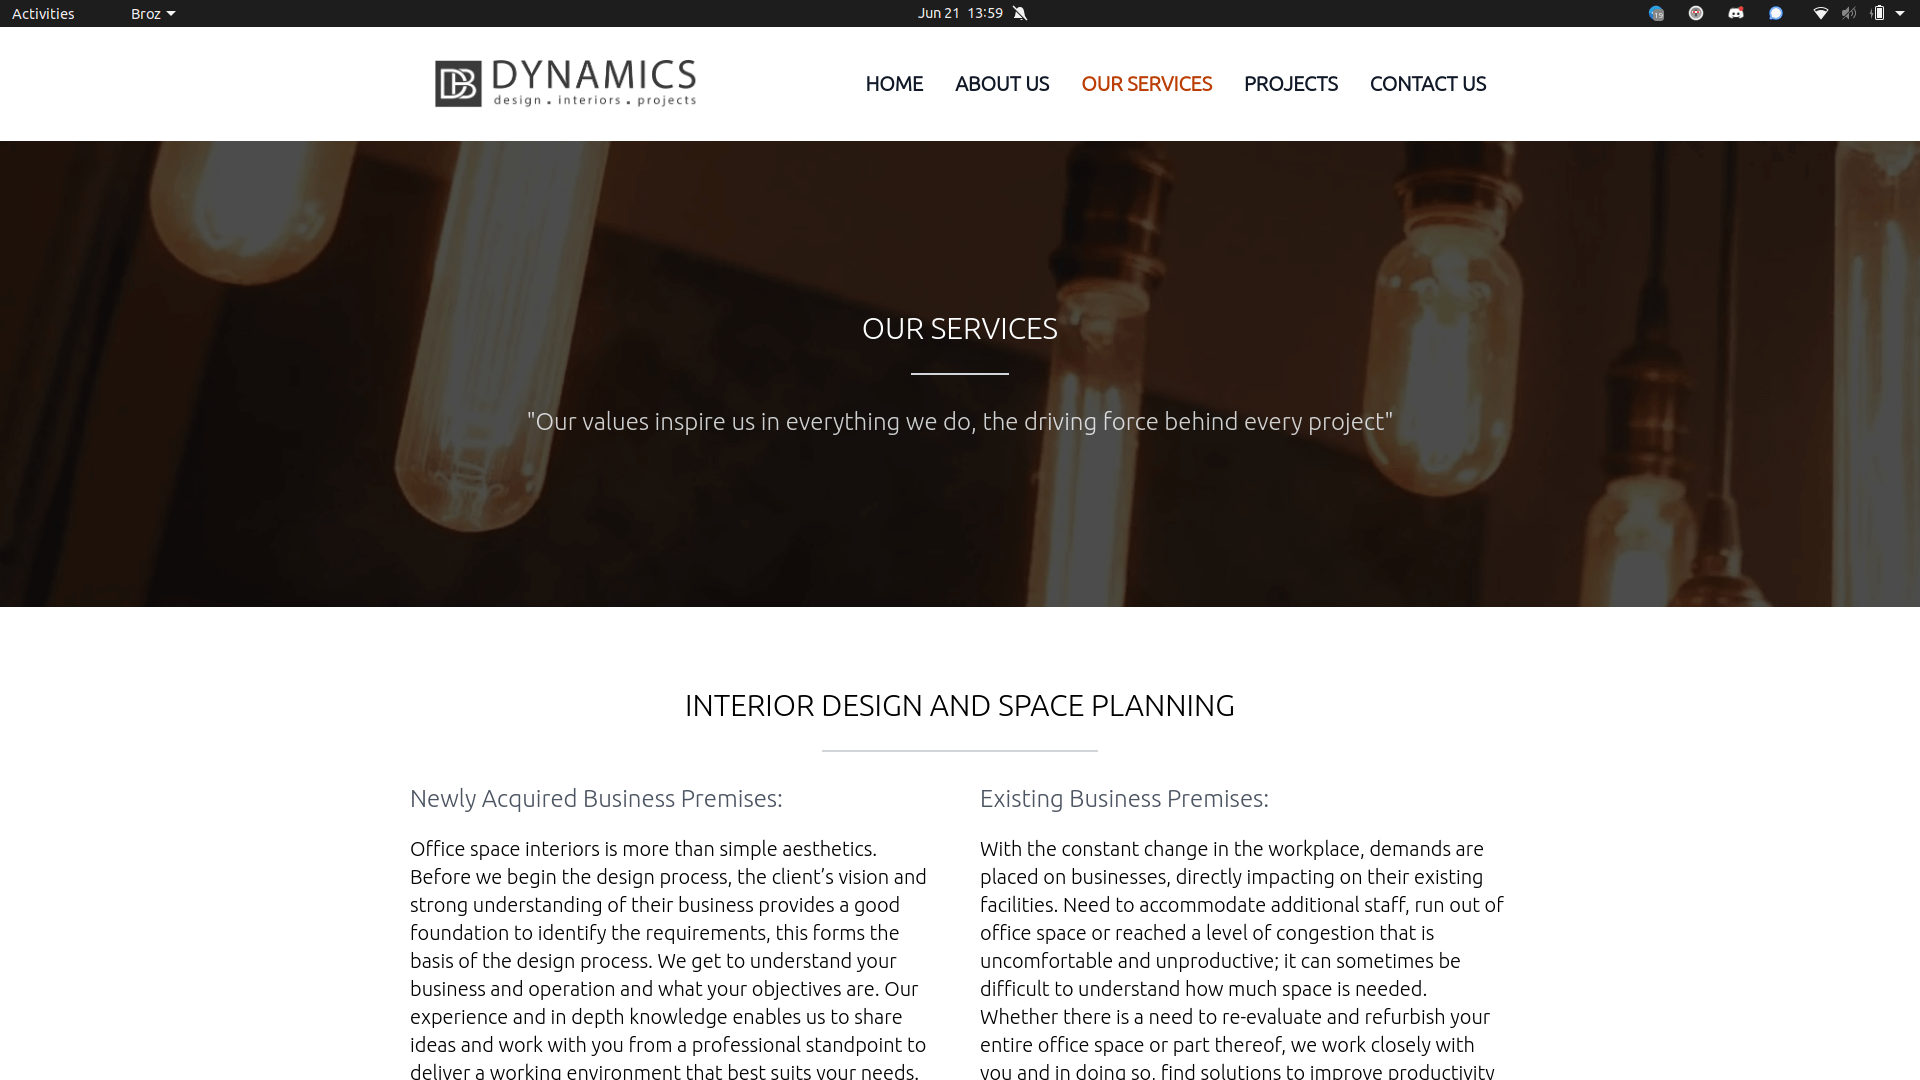 Activities
Broz
Jun 21 13:59
19
DB DYNAMICS
design . interiors . projects
HOME ABOUT US OUR SERVICES PROJECTS CONTACT US
OUR SERVICES
"Our values inspire us in everything we do, the driving force behind every project"
INTERIOR DESIGN AND SPACE PLANNING
Newly Acquired Business Premises:
Office space interiors is more than simple aesthetics.
Before we begin the design process, the client’s vision and
strong understanding of their business provides a good
foundation to identify the requirements, this forms the
basis of the design process. We get to understand your
business and operation and what your objectives are. Our
experience and in depth knowledge enables us to share
ideas and work with you from a professional standpoint to
deliver a working environment that best suits your needs.
Existing Business Premises:
With the constant change in the workplace, demands are
placed on businesses, directly impacting on their existing
facilities. Need to accommodate additional staff, run out of
office space or reached a level of congestion that is
uncomfortable and unproductive; it can sometimes be
difficult to understand how much space is needed.
Whether there is a need to re-evaluate and refurbish your
entire office space or part thereof, we work closely with
you and in doing so, find solutions to improve productivity